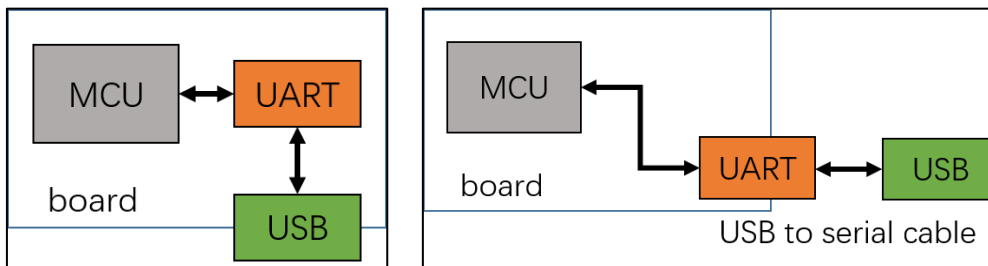 MCU
UART
board
USB
MCU
UART
USB
board
USB to serial cable